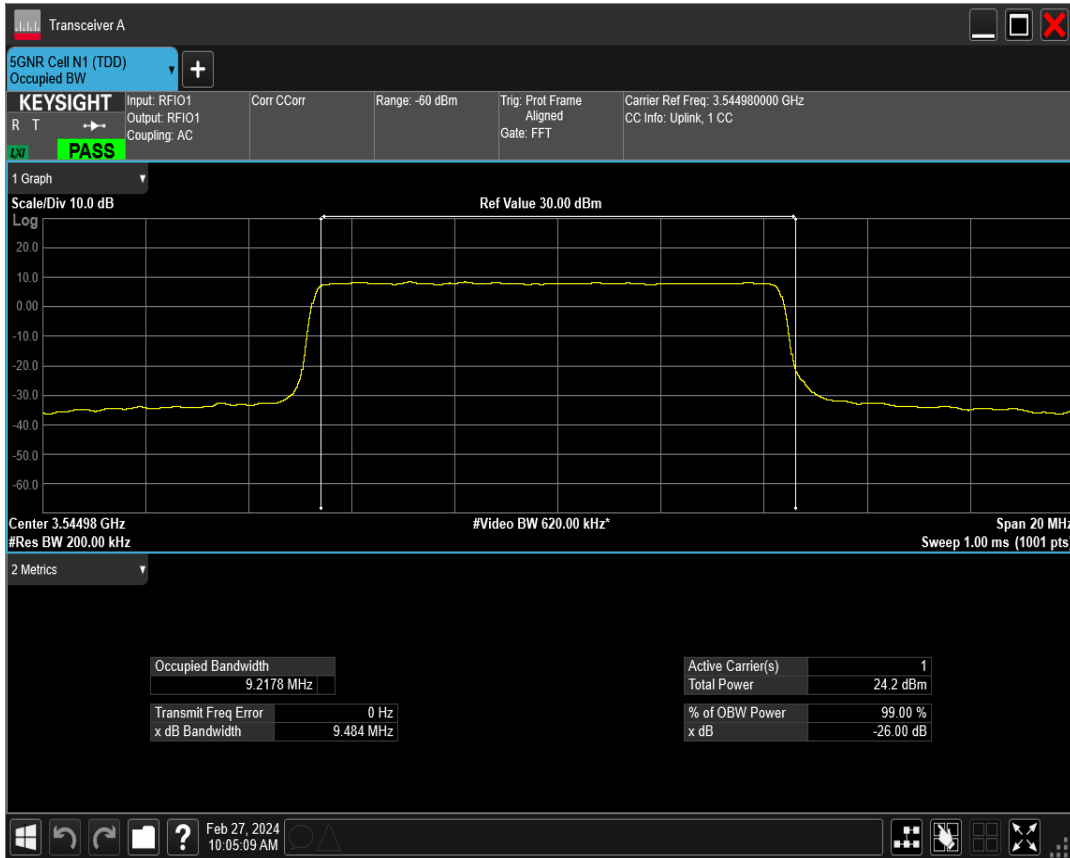 Transceiver A
5GNR Cell N1 (TDD)
Occupied BW
+
KEYSIGHT
R T
LXI
PASS
Input: RFIO1
Output: RFIO1
Coupling: AC
Corr CCorr
Range: -60 dBm
Trig: Prot Frame
Aligned
Gate: FFT
Carrier Ref Freq: 3.544980000 GHz
CC Info: Uplink, 1 CC
1 Graph
Scale/Div 10.0 dB
Ref Value 30.00 dBm
Log
20.0
10.0
0.00
-10.0
-20.0
-30.0
-40.0
-50.0
-60.0
Center 3.54498 GHz
#Video BW 620.00 kHz*
Span 20 MHz
#Res BW 200.00 kHz
Sweep 1.00 ms (1001 pts)
2 Metrics
Occupied Bandwidth
9.2178 MHz
Active Carrier(s) 1
Total Power 24.2 dBm
Transmit Freq Error 0 Hz
x dB Bandwidth 9.484 MHz
% of OBW Power 99.00 %
x dB -26.00 dB
?
Feb 27, 2024
10:05:09 AM